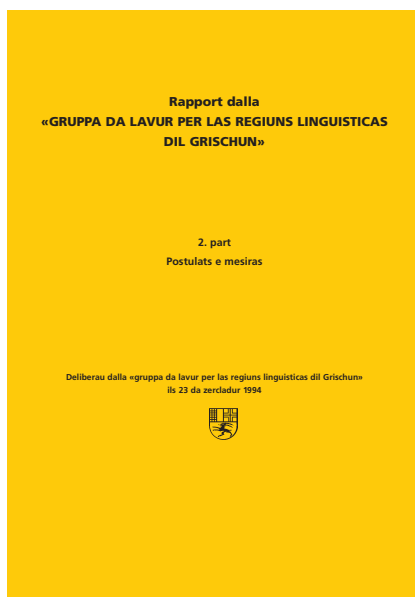 Rapport dalla
«GRUPPA DA LAVUR PER LAS REGIUNS LINGUISTICAS
DIL GRISCHUN»
2. part
Postulats e mesiras
Deliberau dalla «gruppa da lavur per las regiuns linguisticas dil Grischun»
ils 23 da zercladur 1994